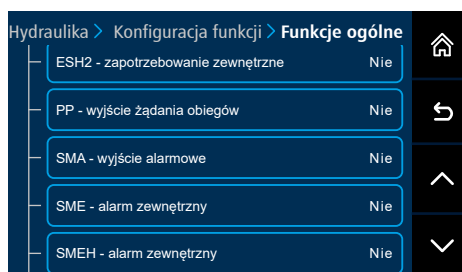 Hydraulika > Konfiguracja funkcji > Funkcje ogólne
ESH2 - zapotrzebowanie zewnętrzne Nie
PP - wyjście żądania obiegów Nie
SMA - wyjście alarmowe Nie
SME - alarm zewnętrzny Nie
SMEH - alarm zewnętrzny Nie